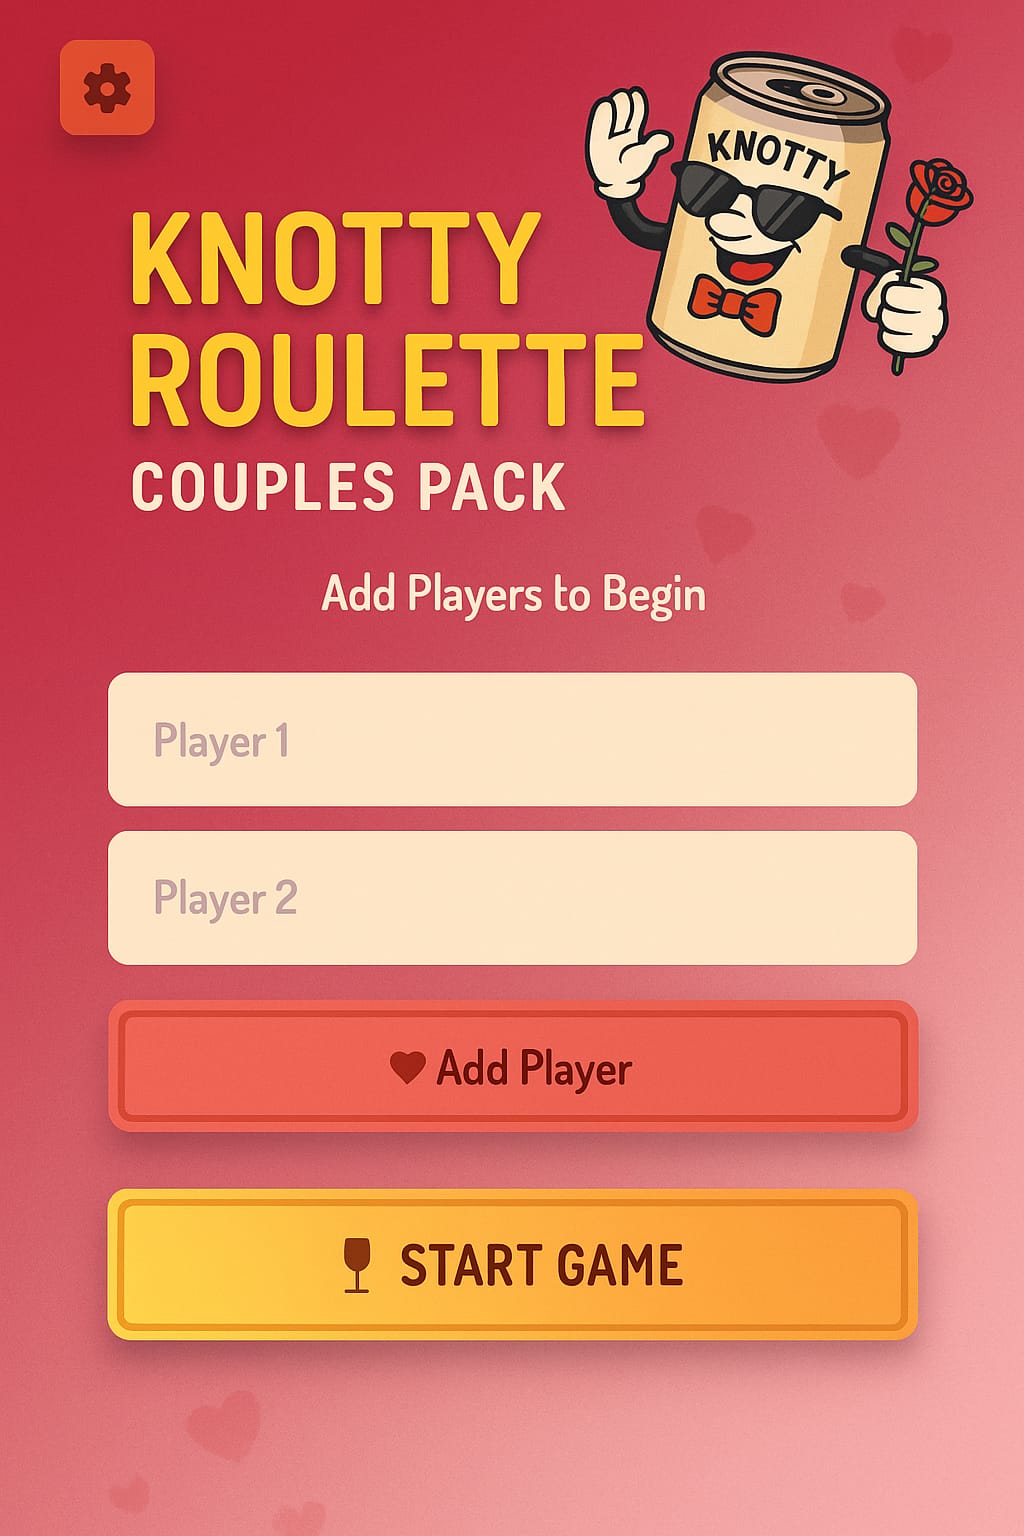 KNOTTY
KNOTTY
ROULETTE
COUPLES PACK
Add Players to Begin
Player 1
Player 2
Add Player
START GAME